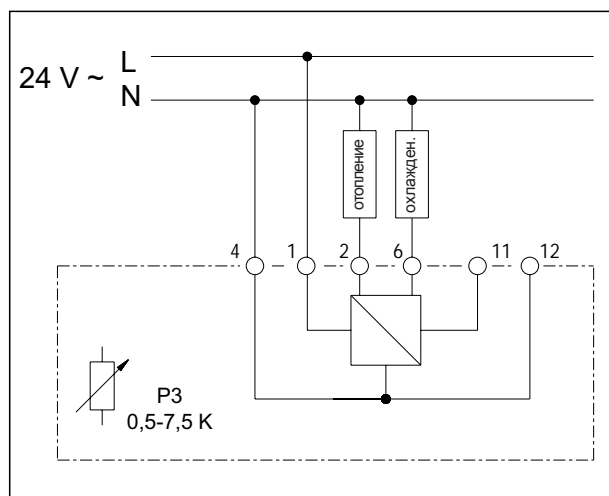 24 V ~ L
N
отопление
охлажден.
4 1 2 6 11 12
P3
0,5-7,5 K